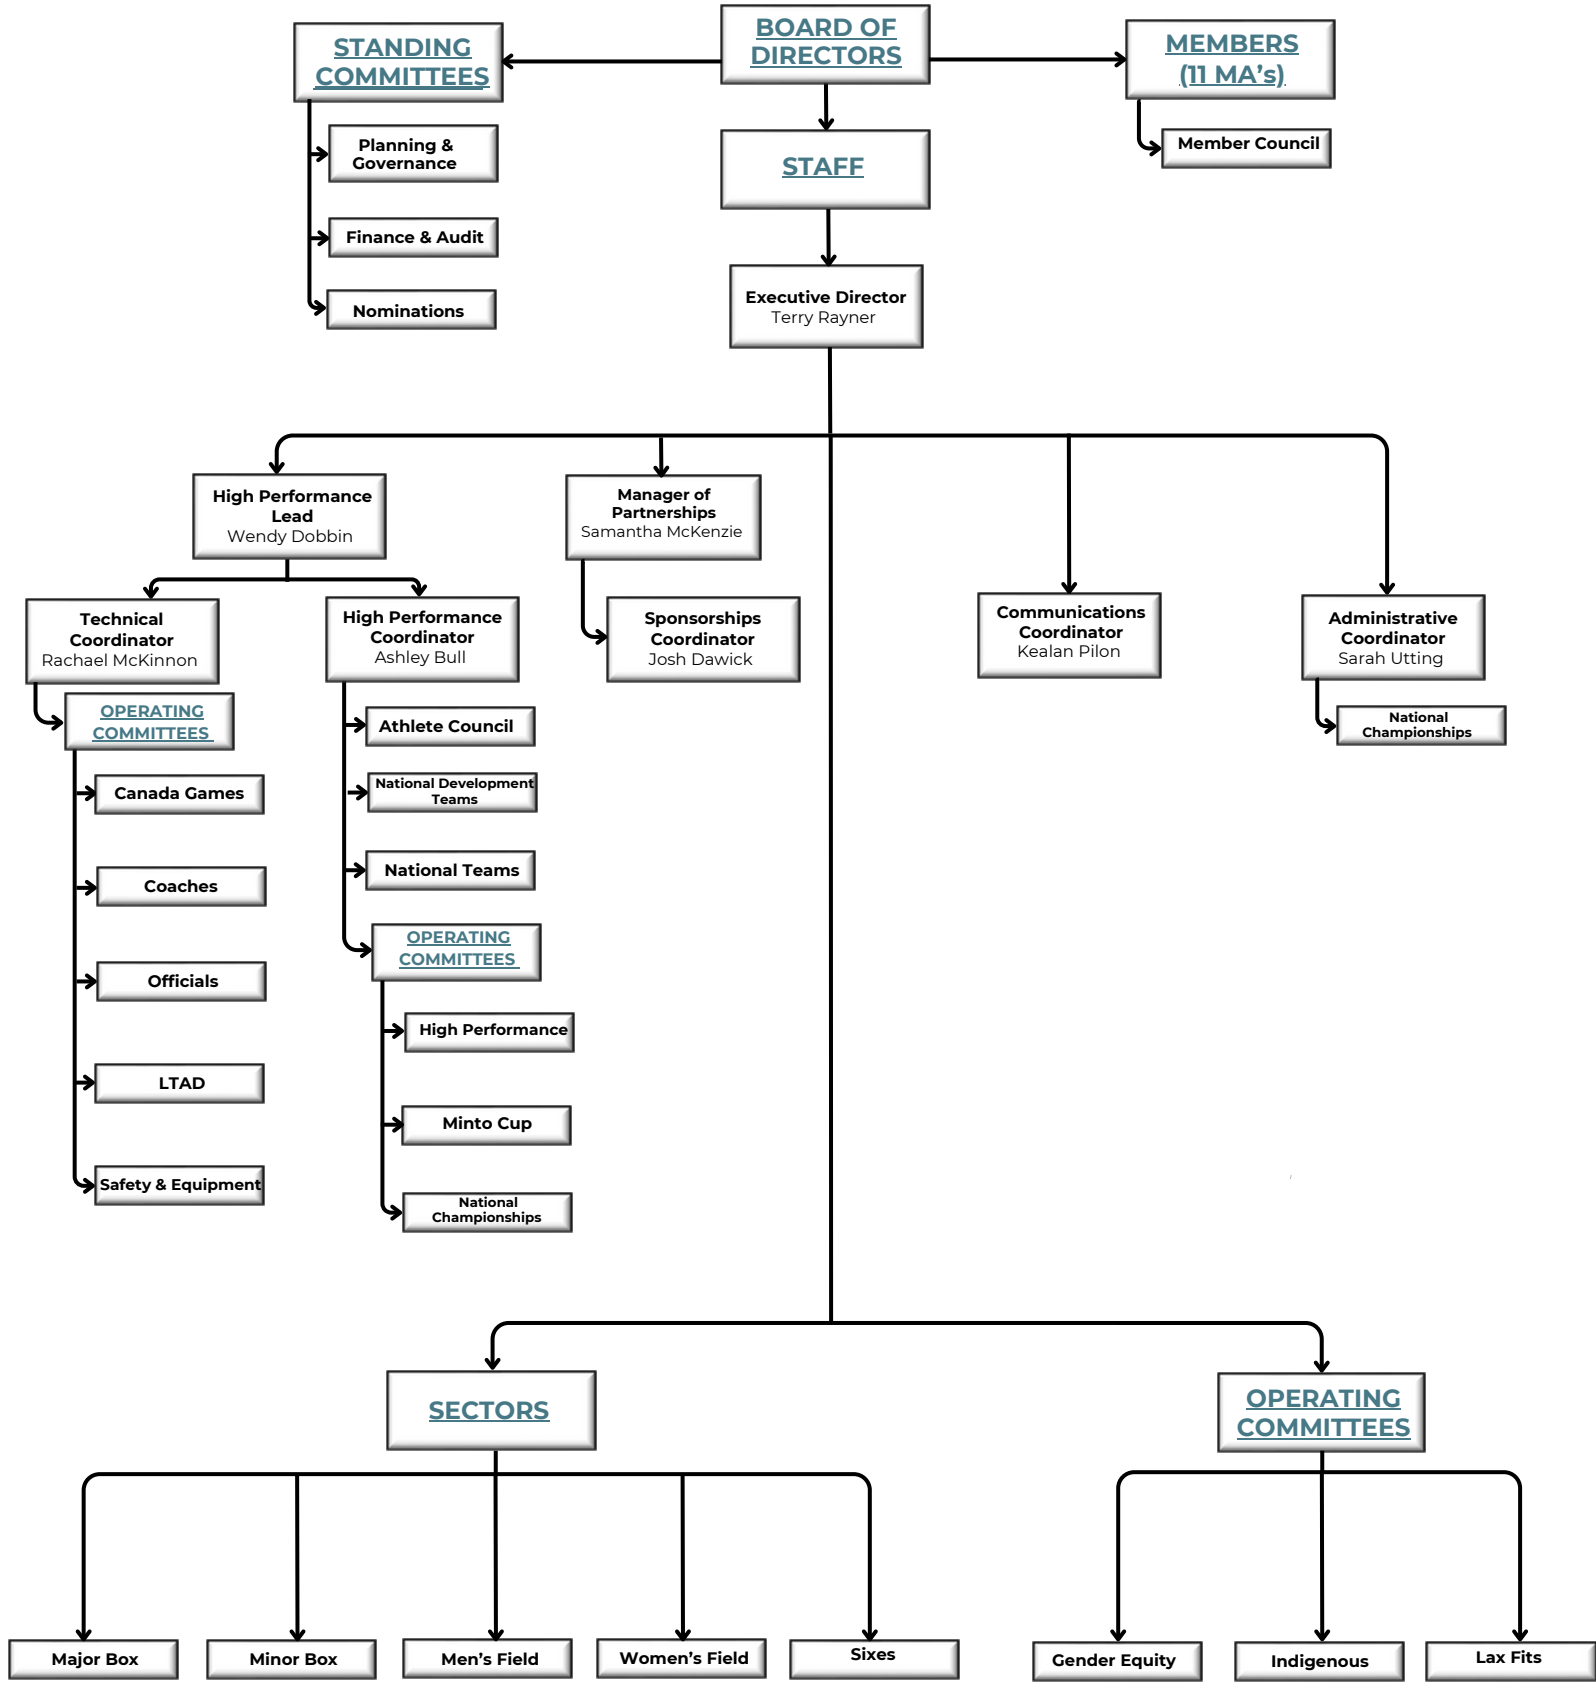 STANDING
COMMITTEES
BOARD OF
DIRECTORS
MEMBERS
(11 MA’s)
Planning &
Governance
Finance & Audit
Nominations
STAFF
Member Council
Executive Director
Terry Rayner
High Performance
Lead
Wendy Dobbin
Manager of
Partnerships
Samantha McKenzie
Technical
Coordinator
Rachael McKinnon
High Performance
Coordinator
Ashley Bull
Sponsorships
Coordinator
Josh Dawick
Communications
Coordinator
Kealan Pilon
Administrative
Coordinator
Sarah Utting
National
Championships
OPERATING
COMMITTEES
Canada Games
Coaches
Officials
LTAD
Safety & Equipment
Athlete Council
National Development
Teams
National Teams
OPERATING
COMMITTEES
High Performance
Minto Cup
National
Championships
SECTORS
Major Box
Minor Box
Men’s Field
Women’s Field
Sixes
OPERATING
COMMITTEES
Gender Equity
Indigenous
Lax Fits